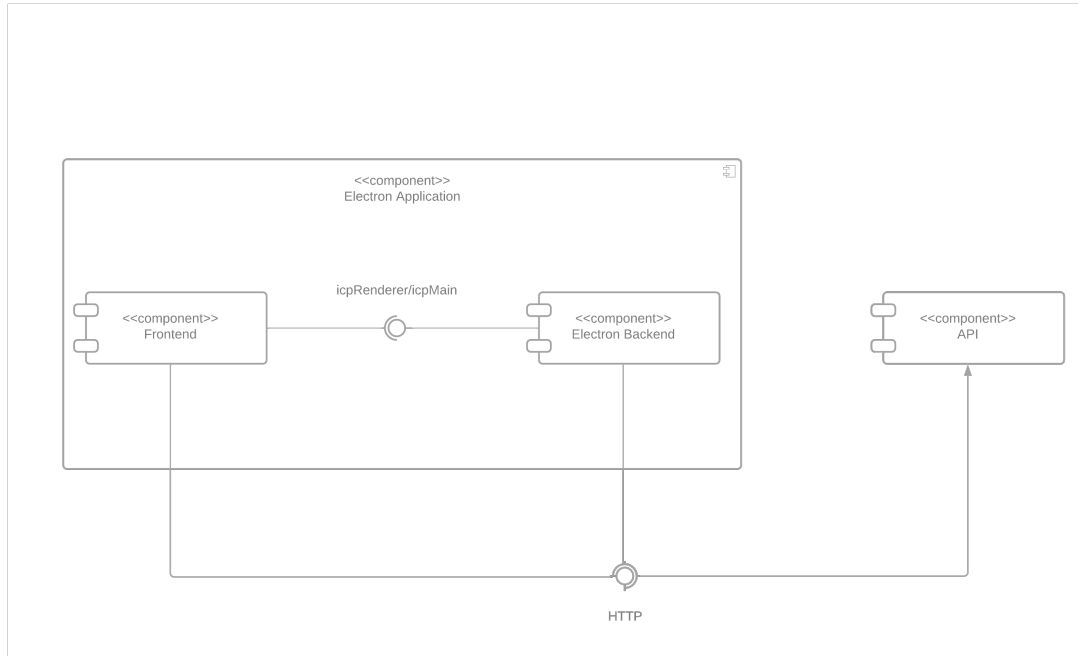 <<component>>
Electron Application
icpRenderer/icpMain
<<component>>
Frontend
<<component>>
Electron Backend
<<component>>
API
HTTP